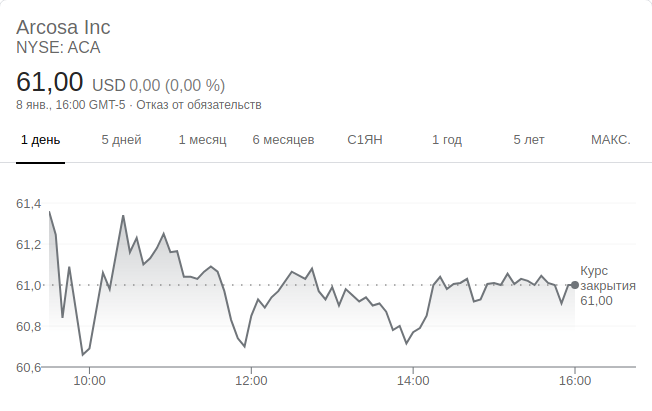 Arcosa Inc
NYSE: ACA
61,00 USD 0,00 (0,00 %)
8 янв., 16:00 GMT-5 · Отказ от обязательств
1 день 5 дней 1 месяц 6 месяцев С1ЯН 1 год 5 лет МАКС.
61,4
61,2
61,0
60,8
60,6
Курс
закрытия
61,00
10:00 12:00 14:00 16:00